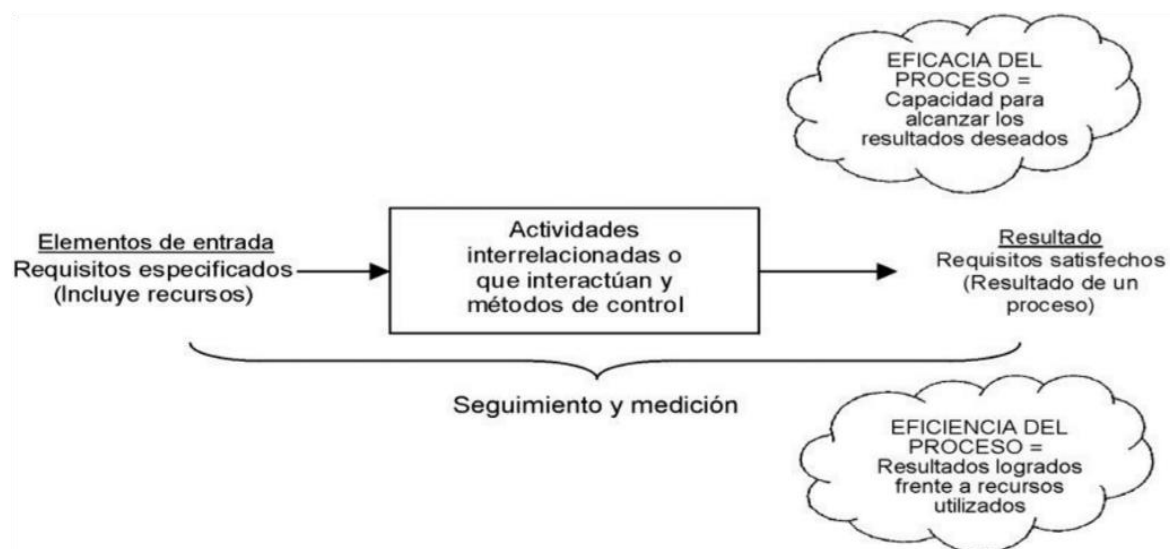 EFICACIA DEL
PROCESO =
Capacidad para
alcanzar los
resultados deseados
Elementos de entrada
Requisitos especificados
(Incluye recursos)
Actividades
interrelacionadas o
que interactúan y
métodos de control
Resultado
Requisitos satisfechos
(Resultado de un
proceso)
Seguimiento y medición
EFICIENCIA DEL
PROCESO =
Resultados logrados
frente a recursos
utilizados